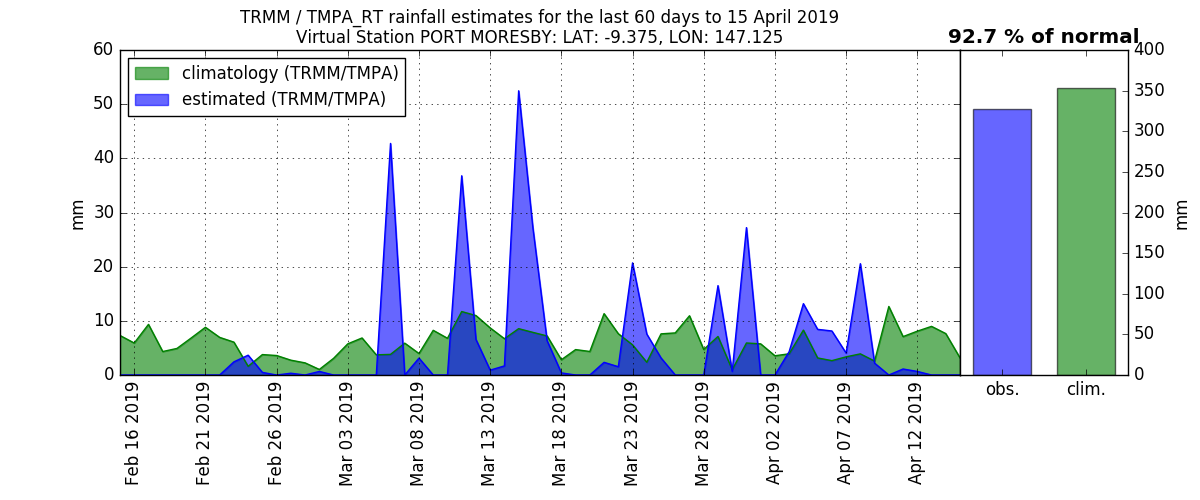 TRMM / TMPA_RT rainfall estimates for the last 60 days to 15 April 2019
Virtual Station PORT MORESBY: LAT: -9.375, LON: 147.125
92.7 % of normal
climatology (TRMM/TMPA)
estimated (TRMM/TMPA)
60
50
40
30
20
10
0
mm
Feb 16 2019
Feb 21 2019
Feb 26 2019
Mar 03 2019
Mar 08 2019
Mar 13 2019
Mar 18 2019
Mar 23 2019
Mar 28 2019
Apr 02 2019
Apr 07 2019
Apr 12 2019
400
350
300
250
200
150
100
50
0
mm
obs.
clim.